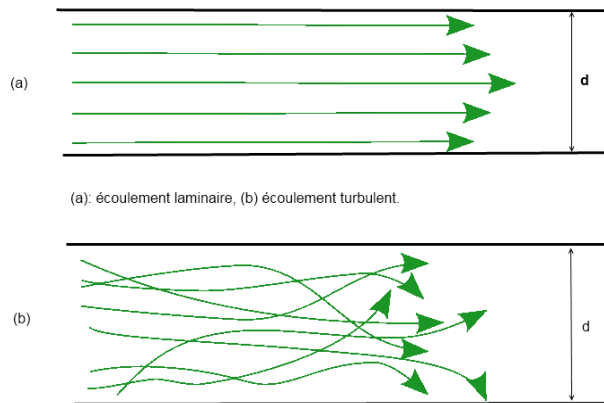 (a)
d
(a): écoulement laminaire, (b) écoulement turbulent.
(b)
d